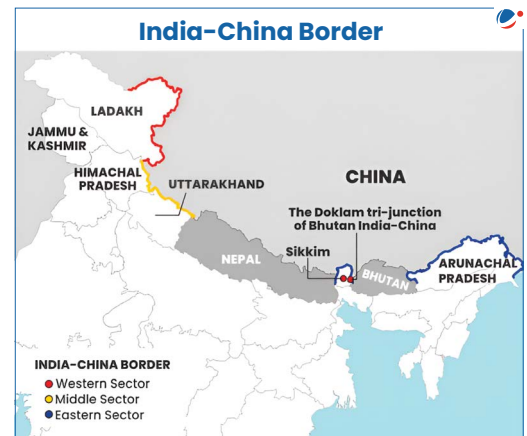 India-China Border
LADAKH
JAMMU &
KASHMIR
HIMACHAL
PRADESH
UTTARAKHAND
CHINA
The Doklam tri-junction
of Bhutan India-China
Sikkim
NEPAL
BHUTAN
ARUNACHAL
PRADESH
INDIA-CHINA BORDER
Western Sector
Middle Sector
Eastern Sector